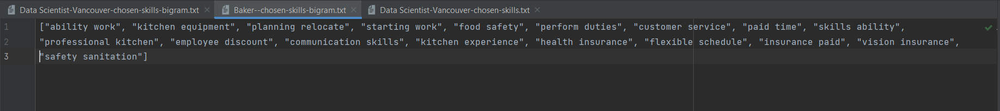 Data Scientist-Vancouver-chosen-skills-bigram.txt Baker--chosen-skills-bigram.txt Data Scientist-Vancouver-chosen-skills.txt
1 ["ability work", "kitchen equipment", "planning relocate", "starting work", "food safety", "perform duties", "customer service", "paid time", "skills ability",
2 "professional kitchen", "employee discount", "communication skills", "kitchen experience", "health insurance", "flexible schedule", "insurance paid", "vision insurance",
3 "safety sanitation"]